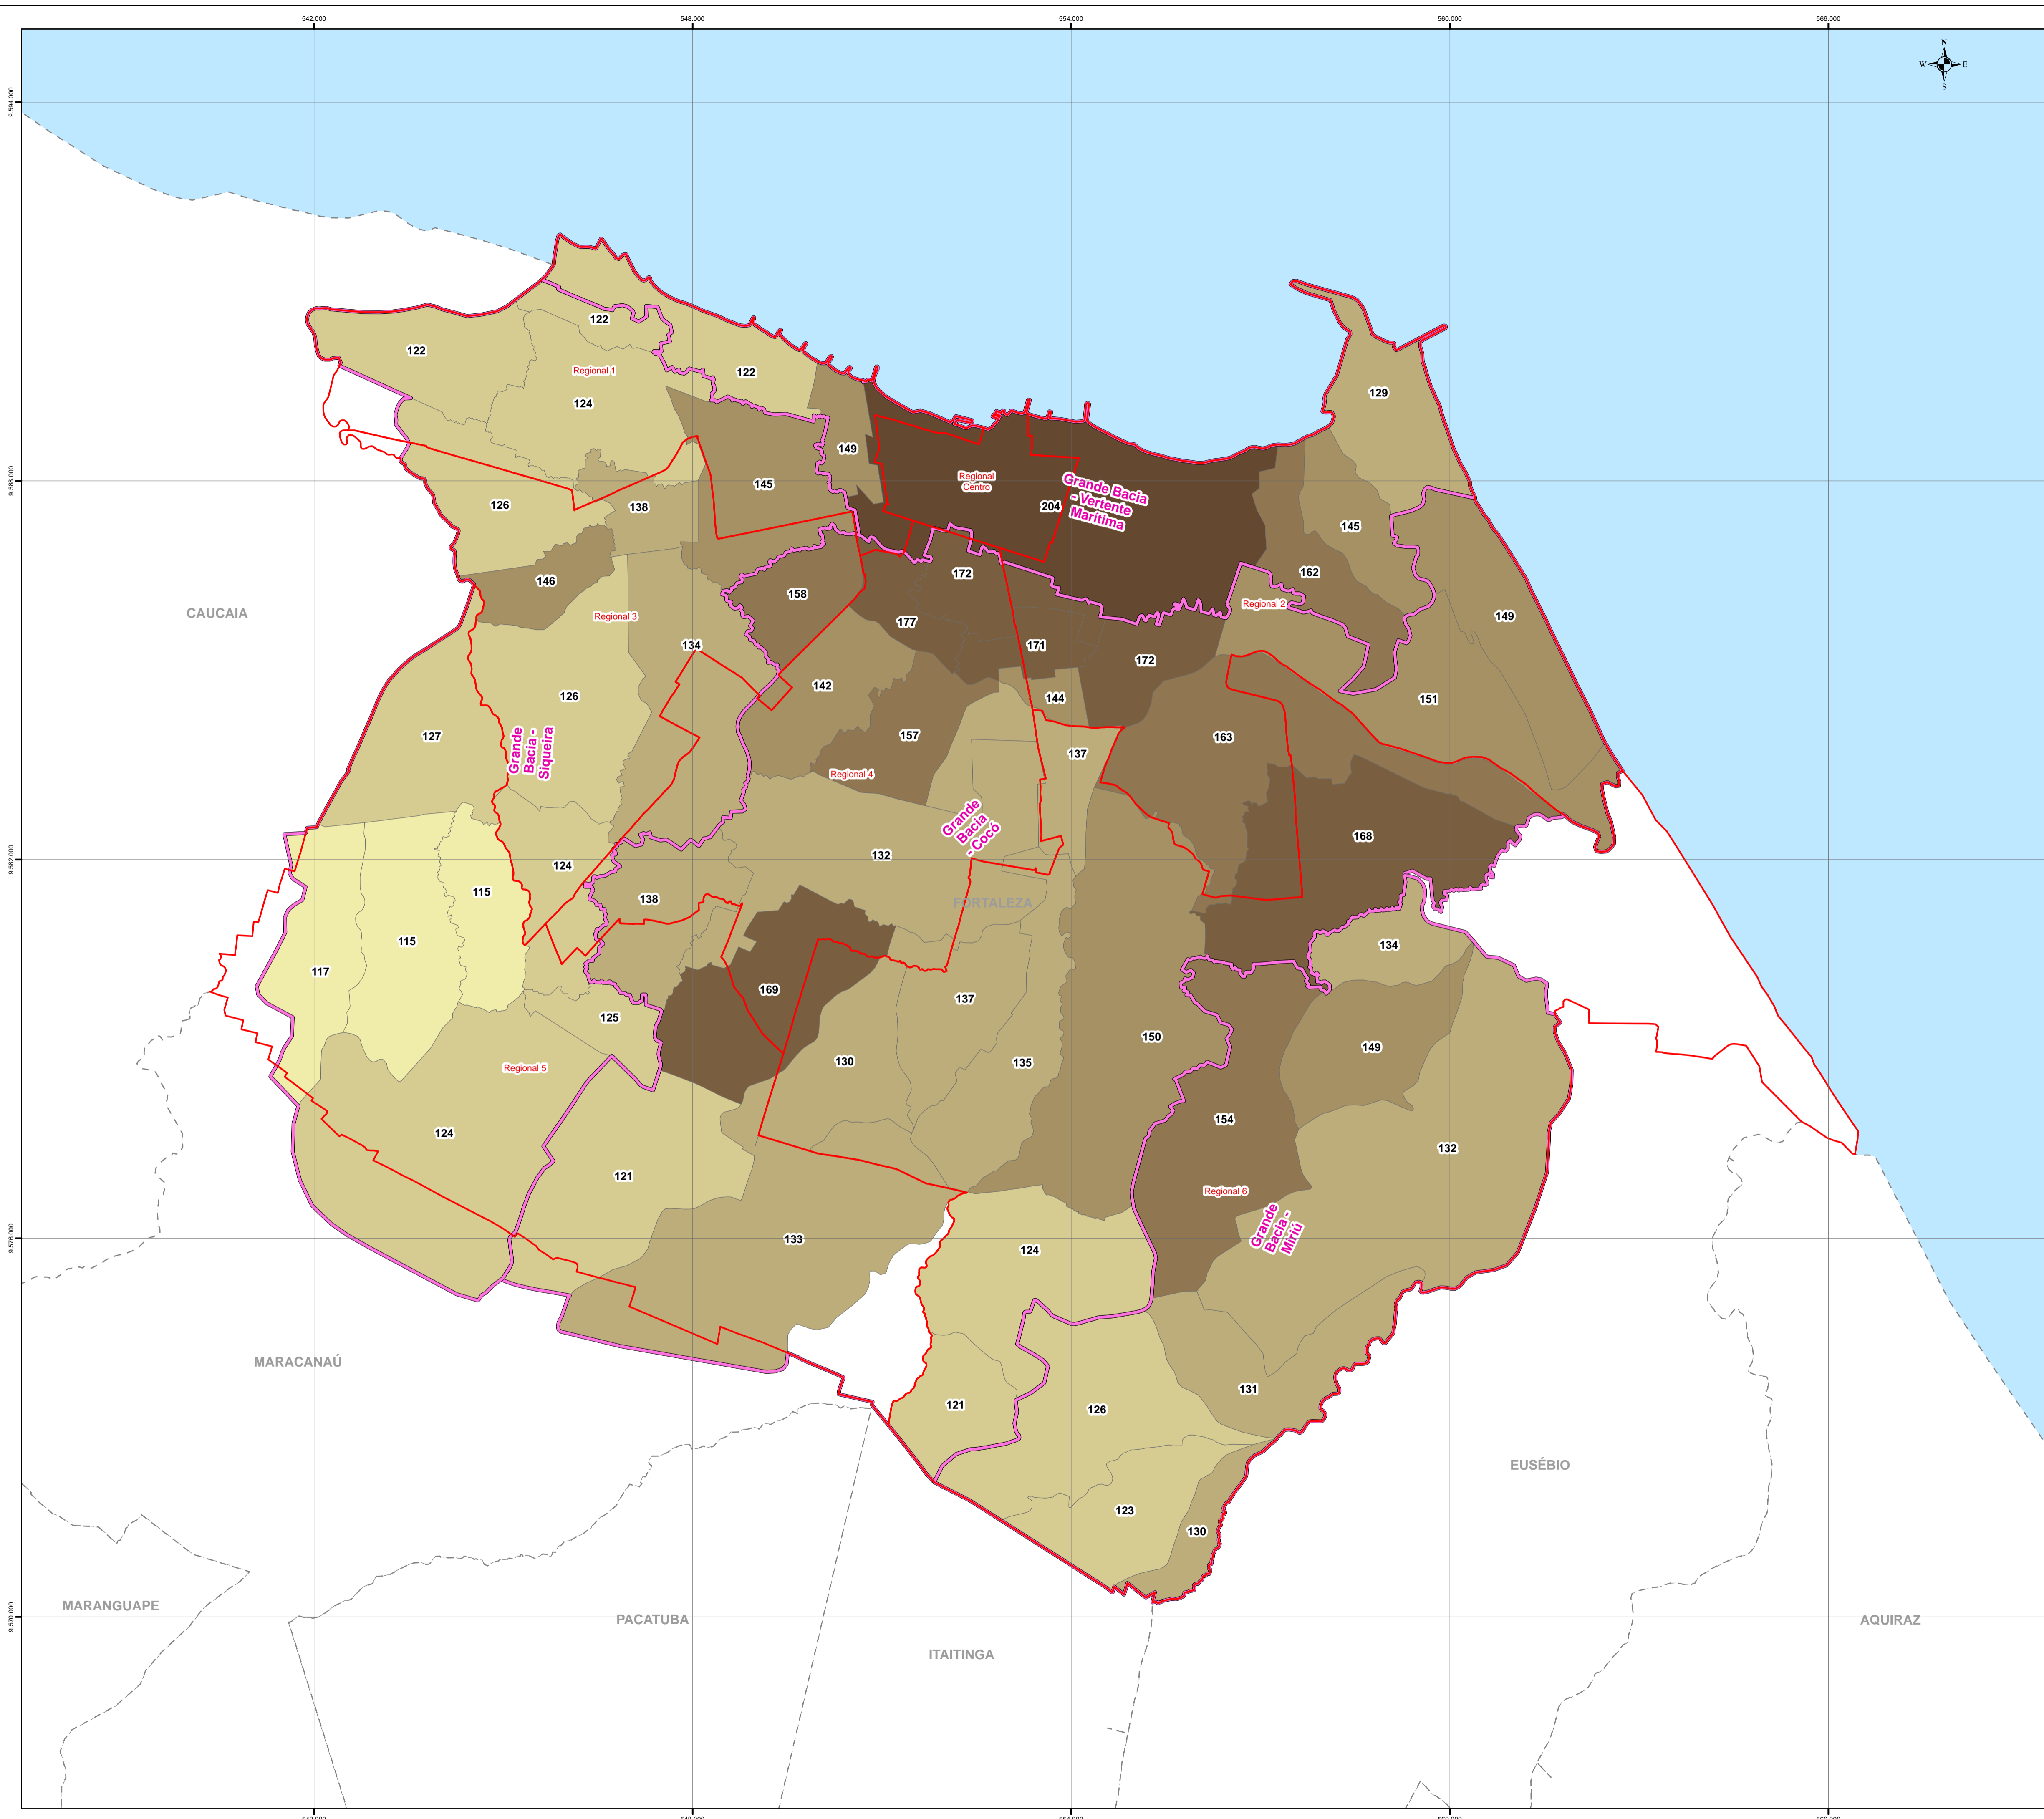 542.000
548.000
554.000
560.000
566.000
N
W
E
S
9.594.000
122
122
Regional 1
124
122
129
149
Regional
Centro
Grande Bacia
- Vertente
Marítima
204
9.588.000
145
126
138
145
146
172
162
158
Regional 2
CAUCAIA
Regional 3
177
149
134
171
172
142
126
144
151
127
157
163
137
Grande
Bacia -
Siqueira
Regional 4
Grande
Bacia
- Cocó
168
132
9.582.000
124
115
138
FORTALEZA
115
134
117
169
137
125
150
149
130
135
Regional 5
154
124
132
121
Regional 6
Grande
Bacia -
Miriú
133
124
9.576.000
MARACANAÚ
131
121
126
EUSÉBIO
123
130
MARANGUAPE
PACATUBA
AQUIRAZ
9.570.000
ITAITINGA